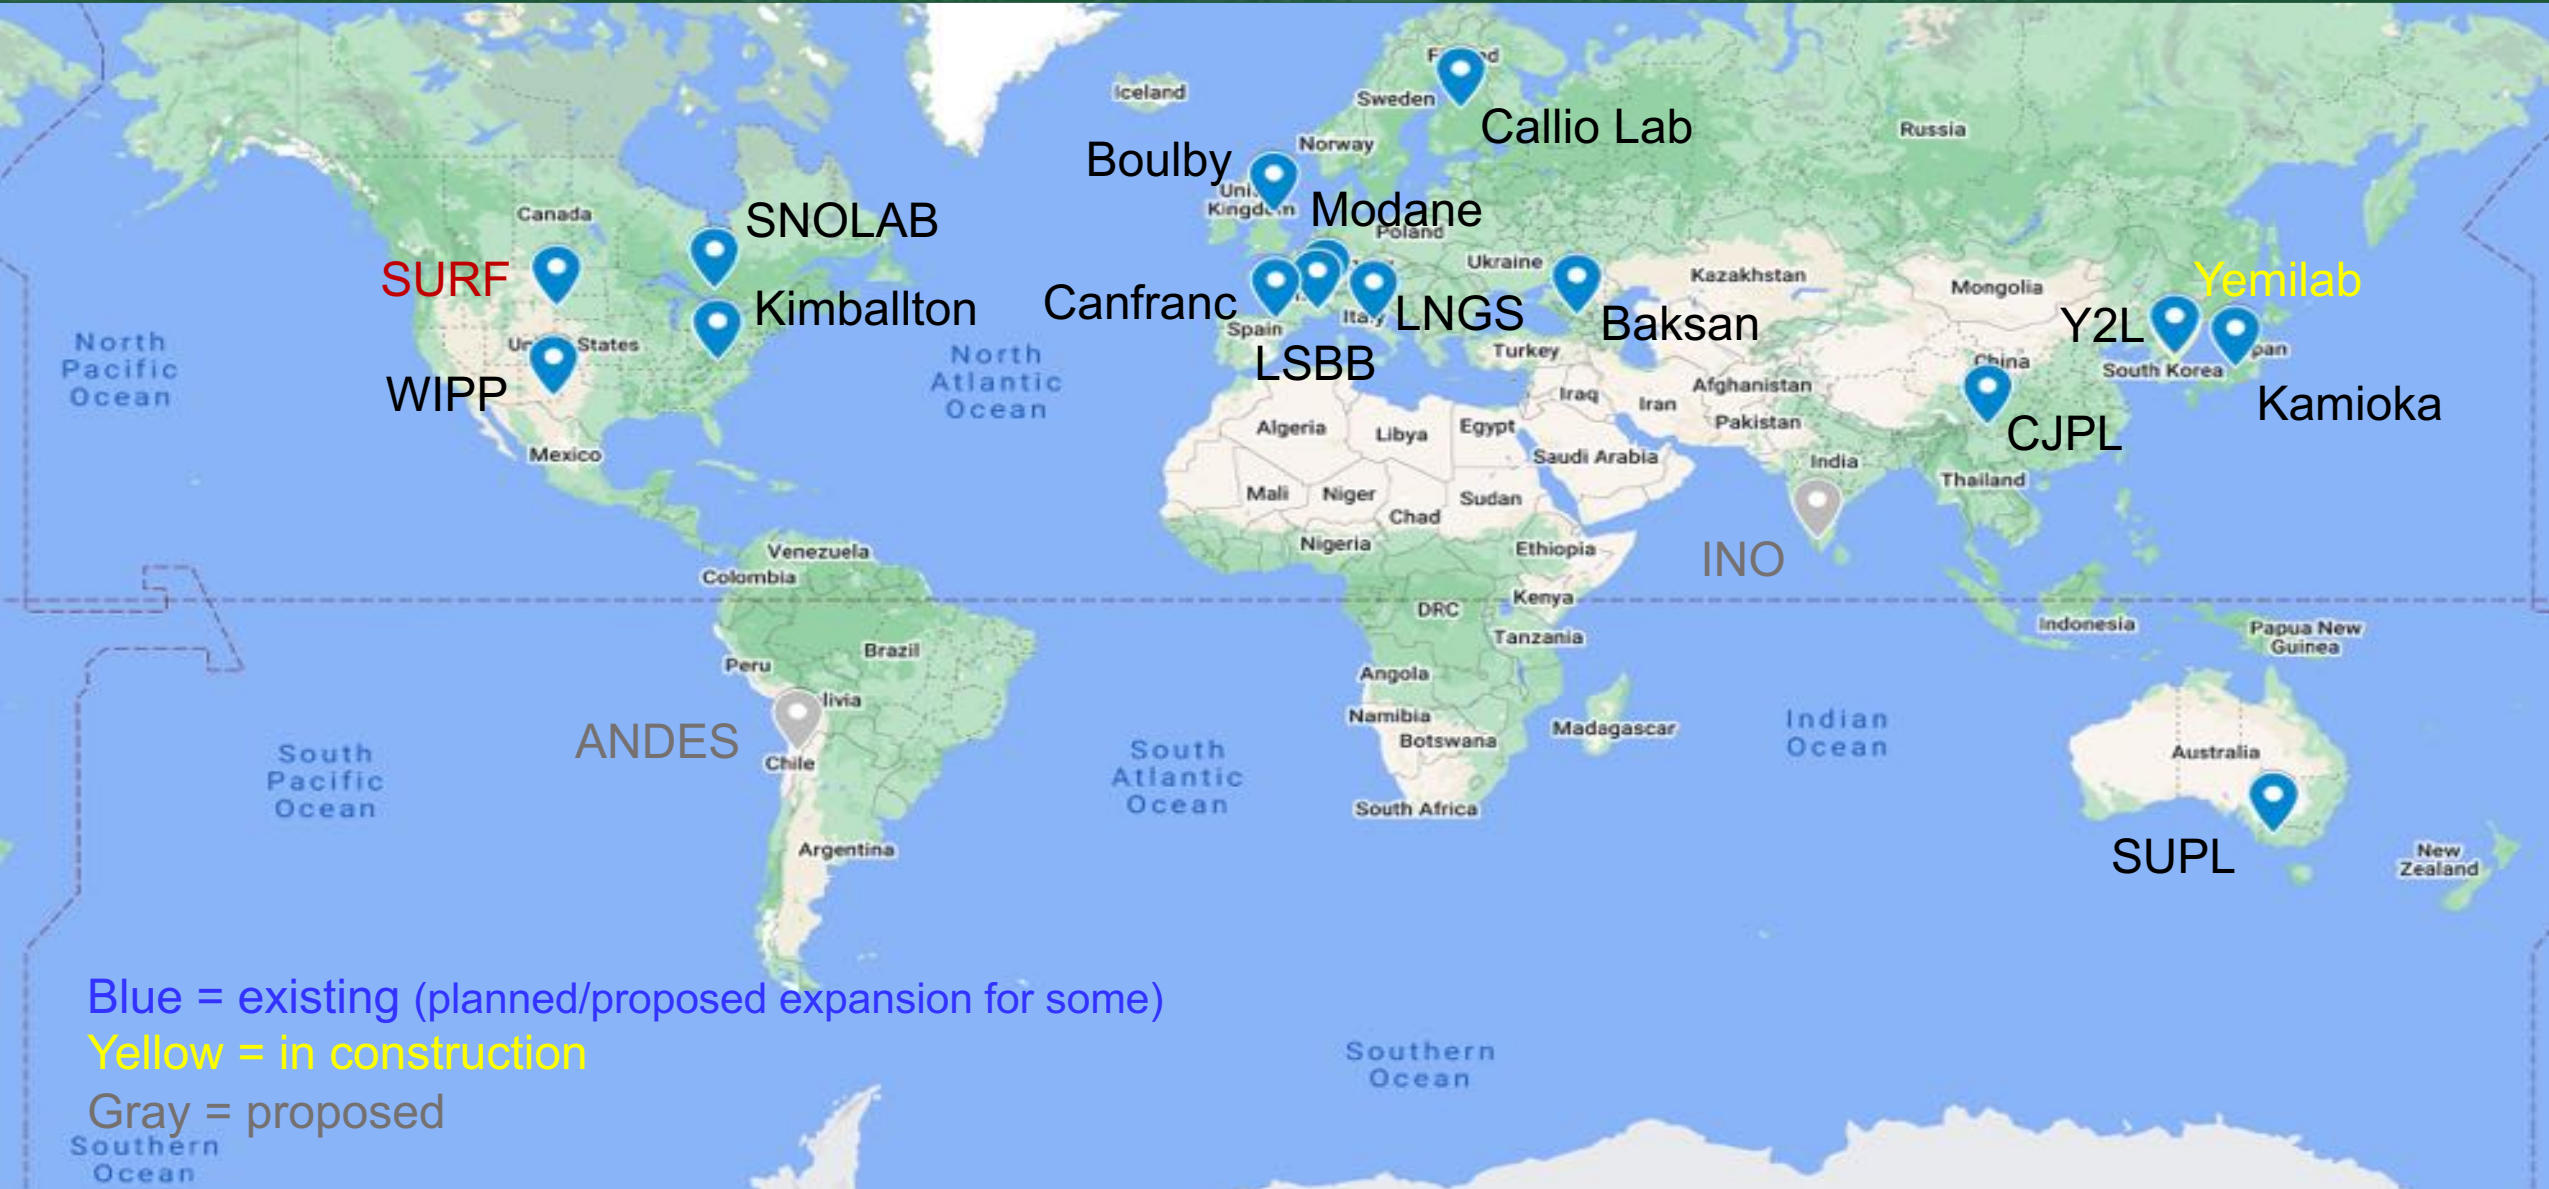 Iceland
Sweden
Callio Lab
Russia
Norway
Boulby
Kingdom
Modane
Poland
Canada
SNOLAB
SURF
Kimballton
Canfranc
Spain
LNGS
LSBB
Ukraine
Baksan
Turkey
Kazakhstan
Mongolia
Yemilab
Y2L
South Korea
China
Kamioka
CJPL
States
WIPP
Mexico
North
Pacific
Ocean
North
Atlantic
Ocean
Algeria
Libya
Egypt
Iraq
Iran
Afghanistan
Pakistan
Saudi Arabia
India
Thailand
Mali
Niger
Chad
Sudan
Nigeria
Ethiopia
INO
Venezuela
Colombia
DRC
Kenya
Tanzania
Indonesia
Papua New
Guinea
Peru
Brazil
Angola
Namibia
Botswana
Madagascar
South Africa
ANDES
Chile
Argentina
South
Pacific
Ocean
South
Atlantic
Ocean
Indian
Ocean
Australia
SUPL
New
Zealand
Blue = existing (planned/proposed expansion for some)
Yellow = in construction
Gray = proposed
Southern
Ocean
Southern
Ocean